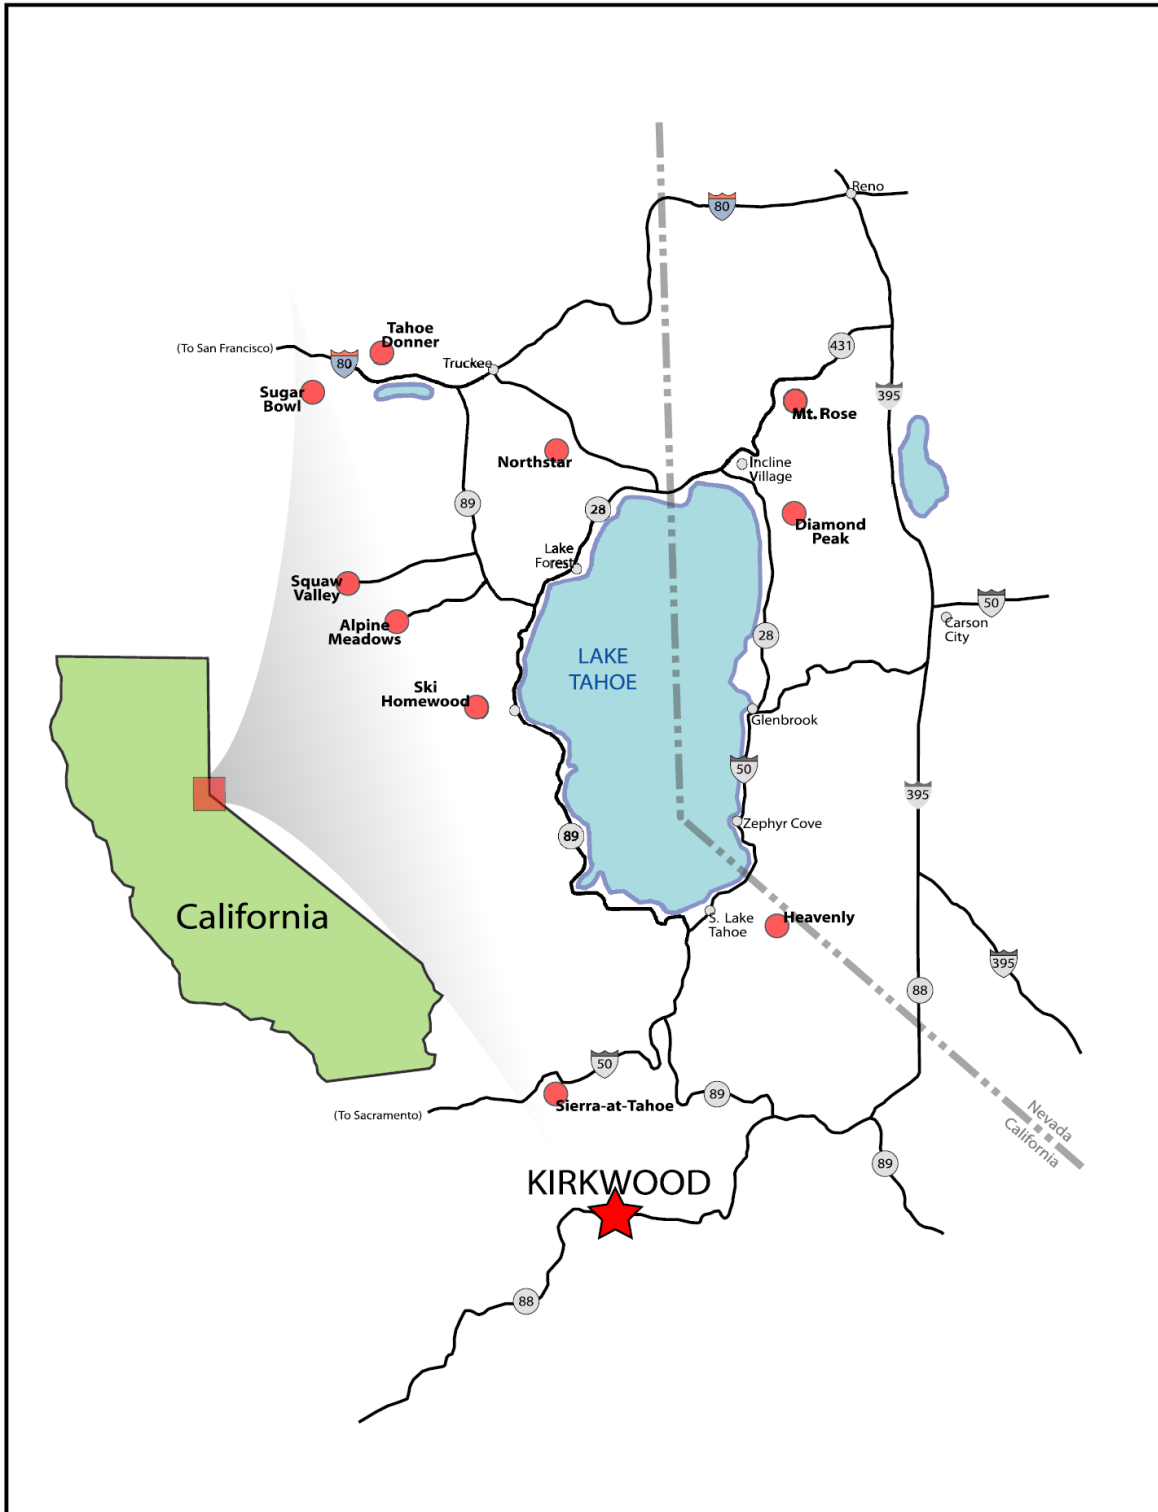 Reno
80
Tahoe
Donner
(To San Francisco)
80
Truckee
431
Sugar
Bowl
395
Mt. Rose
Northstar
Incline
Village
89
28
Diamond
Peak
Lake
Forest
Squaw
Valley
50
Alpine
Meadows
Carson
City
28
LAKE
TAHOE
Ski
Homewood
Glenbrook
50
395
Zephyr Cove
89
California
S. Lake
Tahoe
Heavenly
395
88
50
Sierra-at-Tahoe
89
(To Sacramento)
Nevada
California
89
KIRKWOOD
88